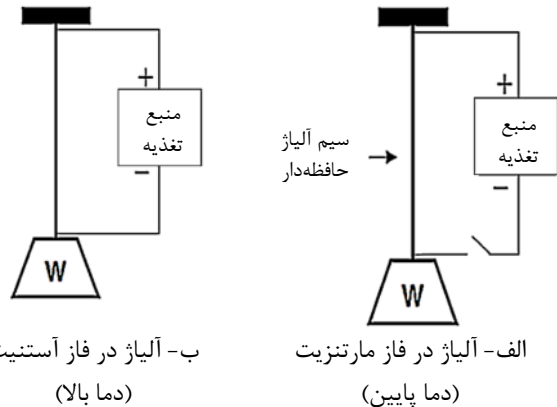 +
منبع
تغذیه
−
W
ب- آلیاژ در فاز آستنیت
(دما بالا)
+
منبع
تغذیه
−
سیم آلیاژ
حافظه‌دار
W
الف- آلیاژ در فاز مارتنزیت
(دما پایین)